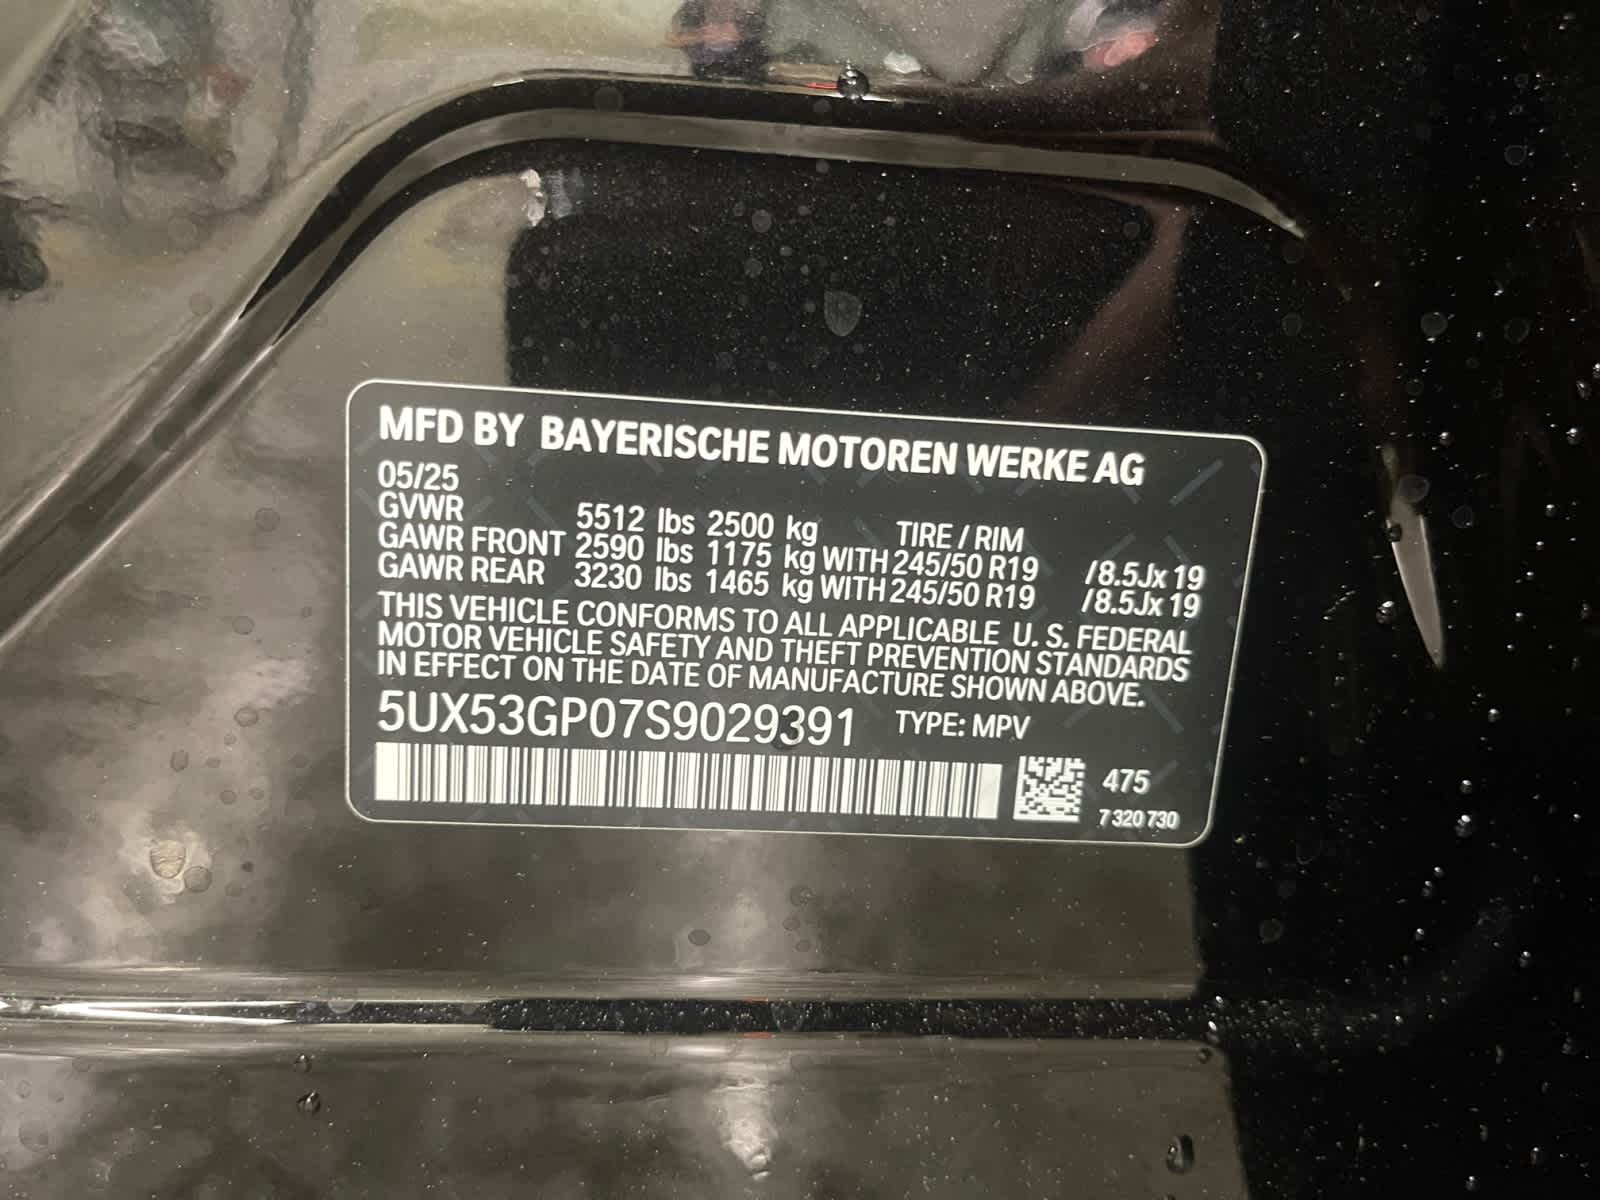 MFD BY BAYERISCHE MOTOREN WERKE AG
05/25
GVWR 5512 lbs 2500 kg TIRE / RIM
GAWR FRONT 2590 lbs 1175 kg WITH 245/50 R19 /8.5Jx 19
GAWR REAR 3230 lbs 1465 kg WITH 245/50 R19 /8.5Jx 19
THIS VEHICLE CONFORMS TO ALL APPLICABLE U. S. FEDERAL
MOTOR VEHICLE SAFETY AND THEFT PREVENTION STANDARDS
IN EFFECT ON THE DATE OF MANUFACTURE SHOWN ABOVE.
5UX53GP07S9029391 TYPE: MPV
475
7 320 730